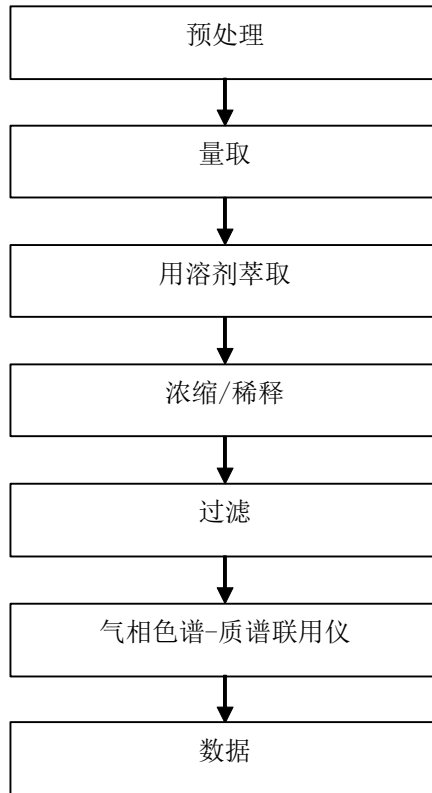 预处理
量取
用溶剂萃取
浓缩/稀释
过滤
气相色谱-质谱联用仪
数据